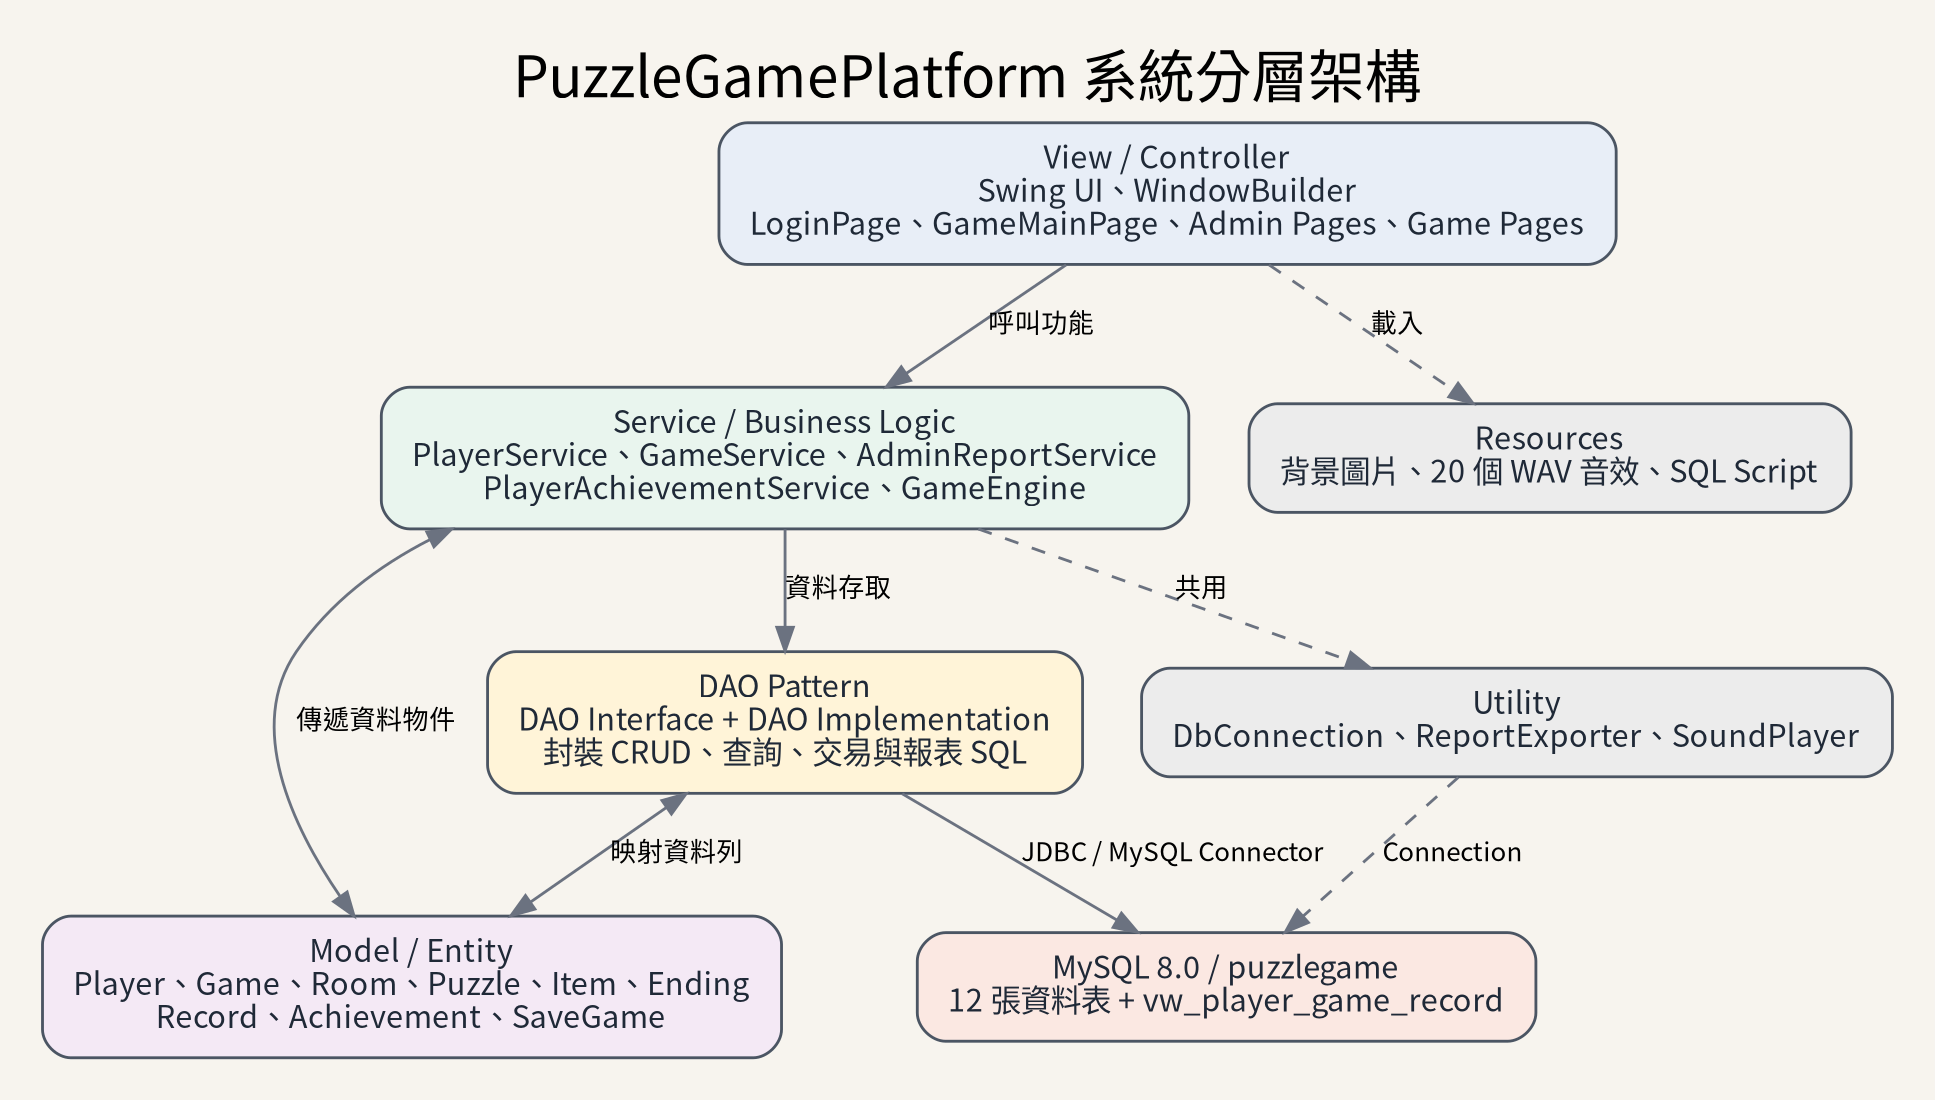 PuzzleGamePlatform 系統分層架構
View / Controller
Swing UI、WindowBuilder
LoginPage、GameMainPage、Admin Pages、Game Pages
呼叫功能
載入
Service / Business Logic
PlayerService、GameService、AdminReportService
PlayerAchievementService、GameEngine
Resources
背景圖片、20 個 WAV 音效、SQL Script
資料存取
共用
傳遞資料物件
DAO Pattern
DAO Interface + DAO Implementation
封裝 CRUD、查詢、交易與報表 SQL
Utility
DbConnection、ReportExporter、SoundPlayer
映射資料列
JDBC / MySQL Connector
Connection
Model / Entity
Player、Game、Room、Puzzle、Item、Ending
Record、Achievement、SaveGame
MySQL 8.0 / puzzlegame
12 張資料表 + vw_player_game_record